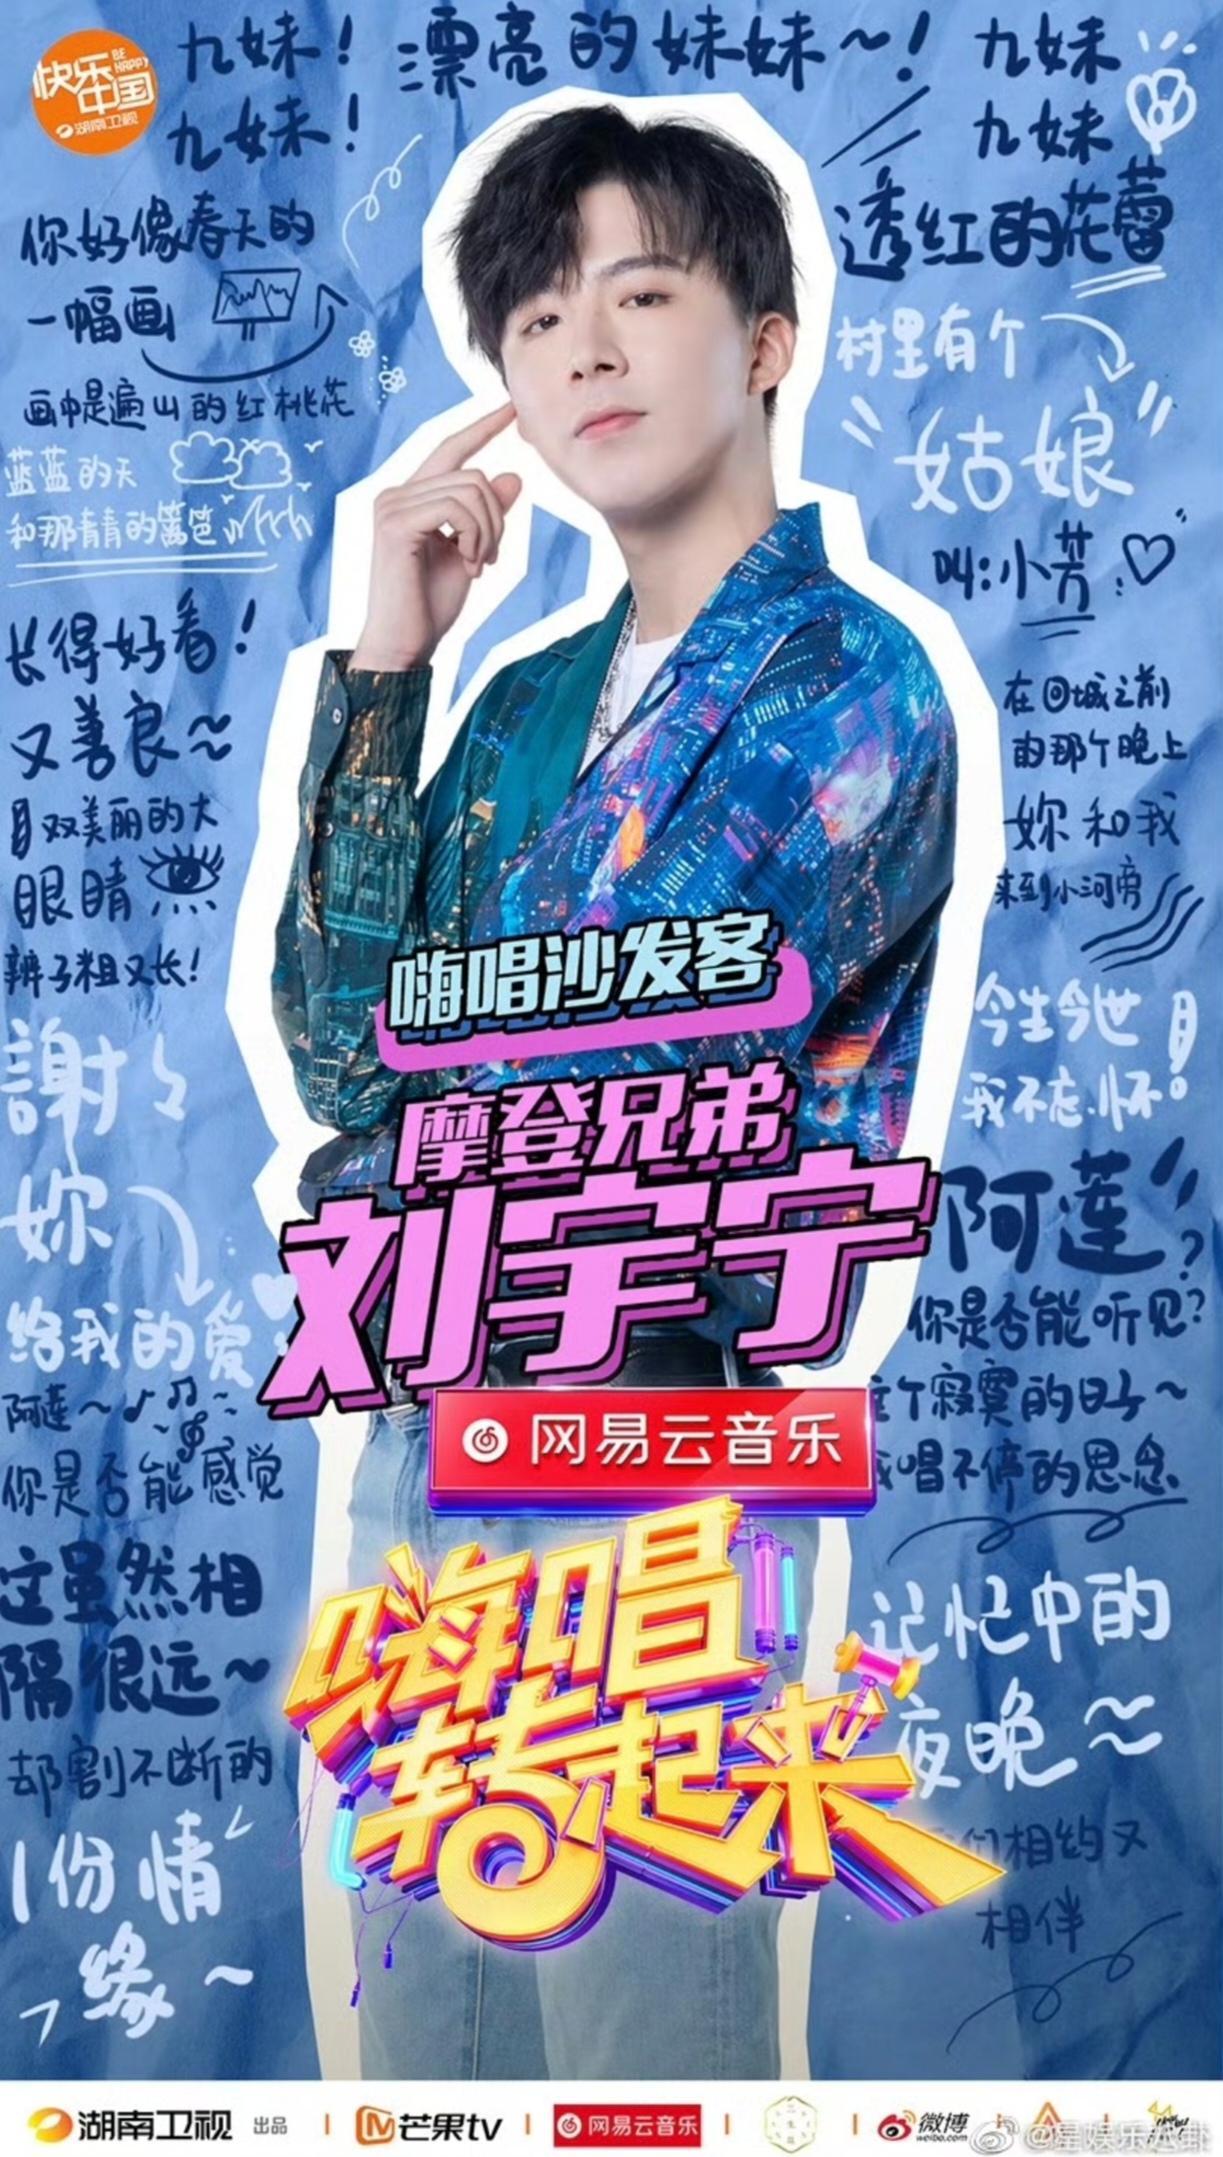 快乐中国
BE HAPPY
湖南卫视
九妹！漂亮的妹妹～！
九妹！
九妹
九妹
透红的花蕾
你好像春天的
一幅画
画中是遍山的红桃花
蓝蓝的天
和那青青的篱笆
村里有个
“姑娘”
叫:小芳
长得好看！
又善良～
双美丽的大
眼睛
辫子粗又长！
在回城之前
的那个晚上
妳和我
来到小河旁
謝
妳
给我的爱
今生今世
我不忘怀！
阿莲～
你是否能感觉
阿莲
你是否能听见？
个寂寞的日子～
唱不停的思念
这虽然相
隔很远～
却割不断的
1份情
缘～
记忆中的
夜晚～
们相约又
相伴
嗨唱沙发客
摩登兄弟
刘宇宁
网易云音乐
嗨唱
转起来
湖南卫视 出品
芒果TV
网易云音乐
微博
weibo.com
@星娱乐八卦